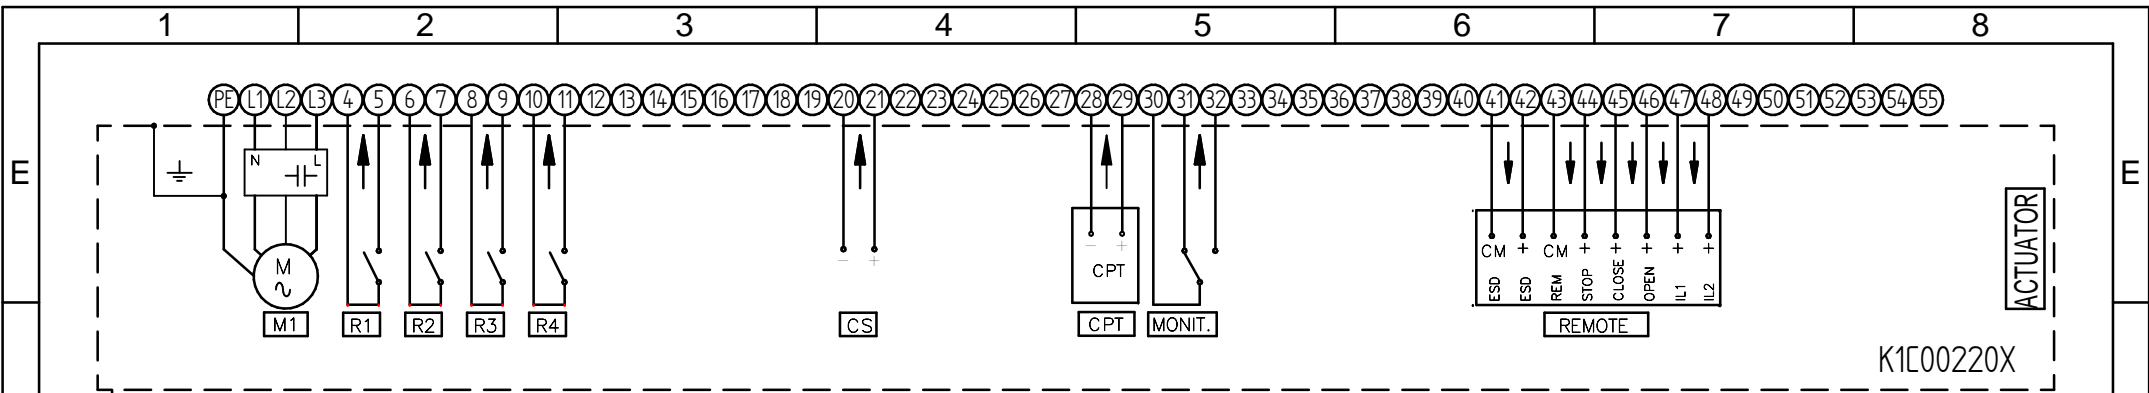 1 2 3 4 5 6 7 8
PE L1 L2 L3 4 5 6 7 8 9 10 11 12 13 14 15 16 17 18 19 20 21 22 23 24 25 26 27 28 29 30 31 32 33 34 35 36 37 38 39 40 41 42 43 44 45 46 47 48 49 50 51 52 53 54 55
E N L E
ACTUATOR
- + - +
CM + CM + + + + +
M CPT
ESD ESD REM STOP CLOSE OPEN IL1 IL2
M1 R1 R2 R3 R4 CS CPT MONIT. REMOTE
K1C00220X